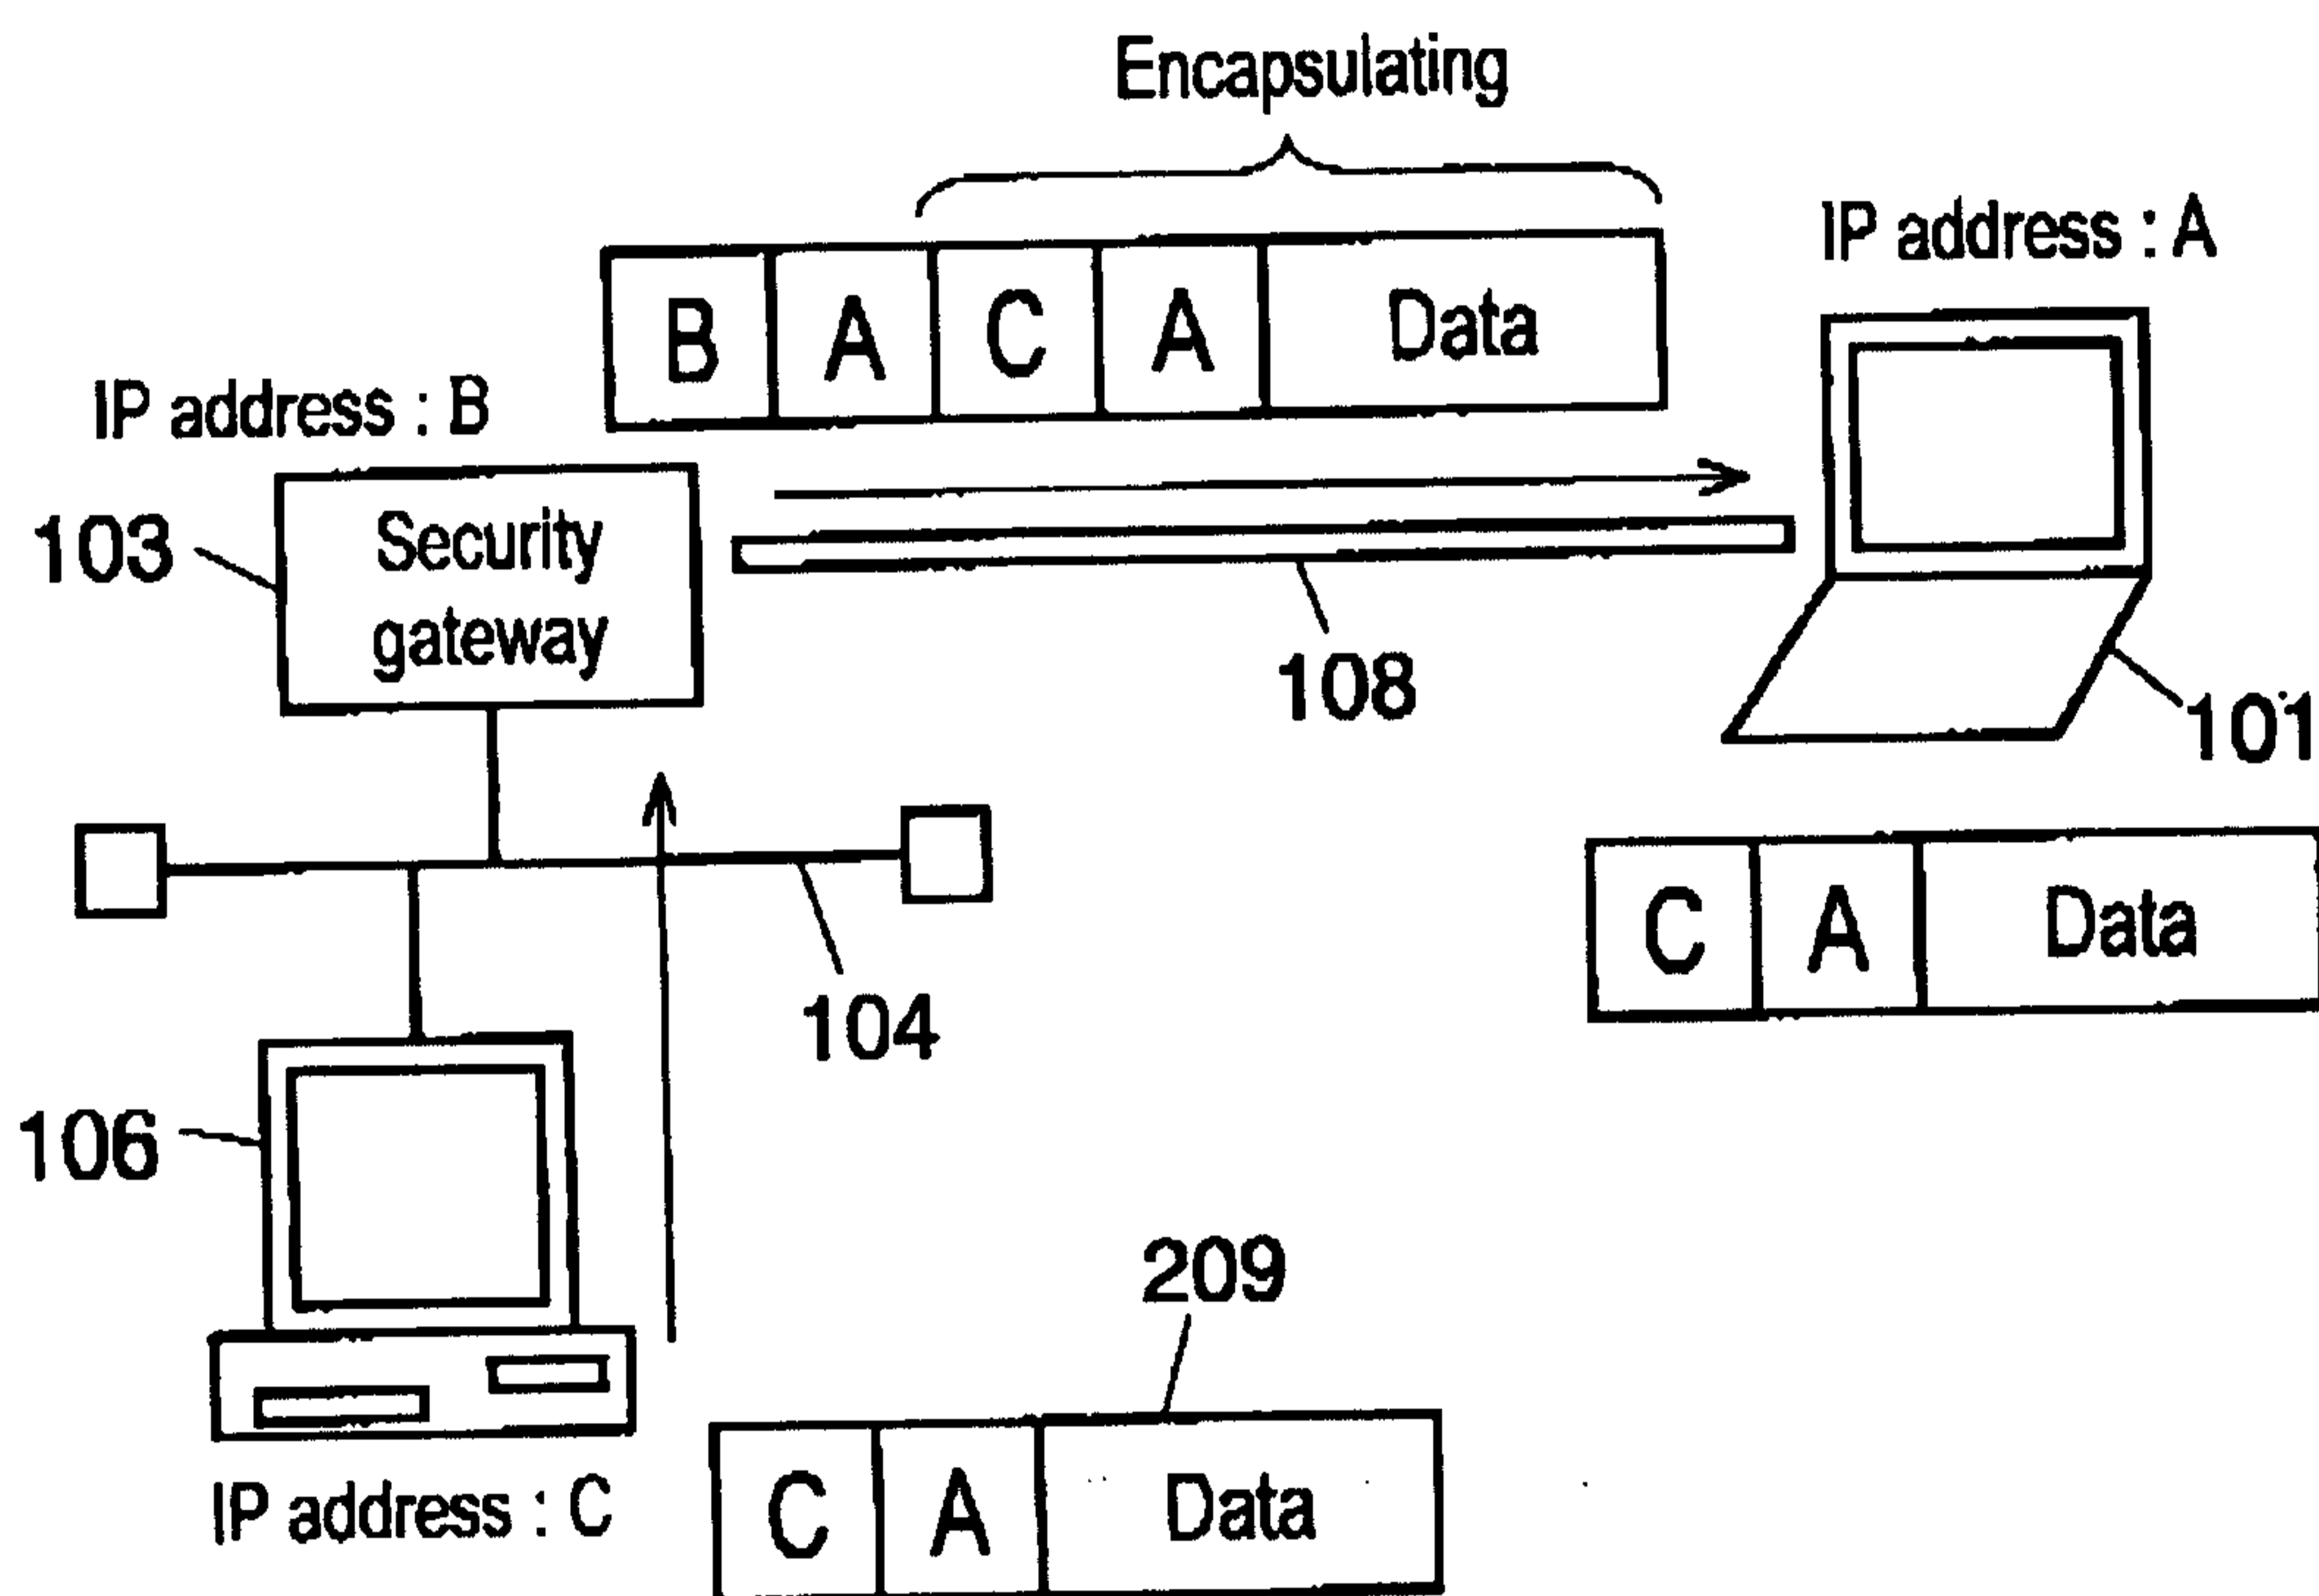 Encapsulating
IP address : A
B A C A Data
IP address : B
103
Security
gateway
108
101
C A Data
104
106
209
C A Data
IP address : C